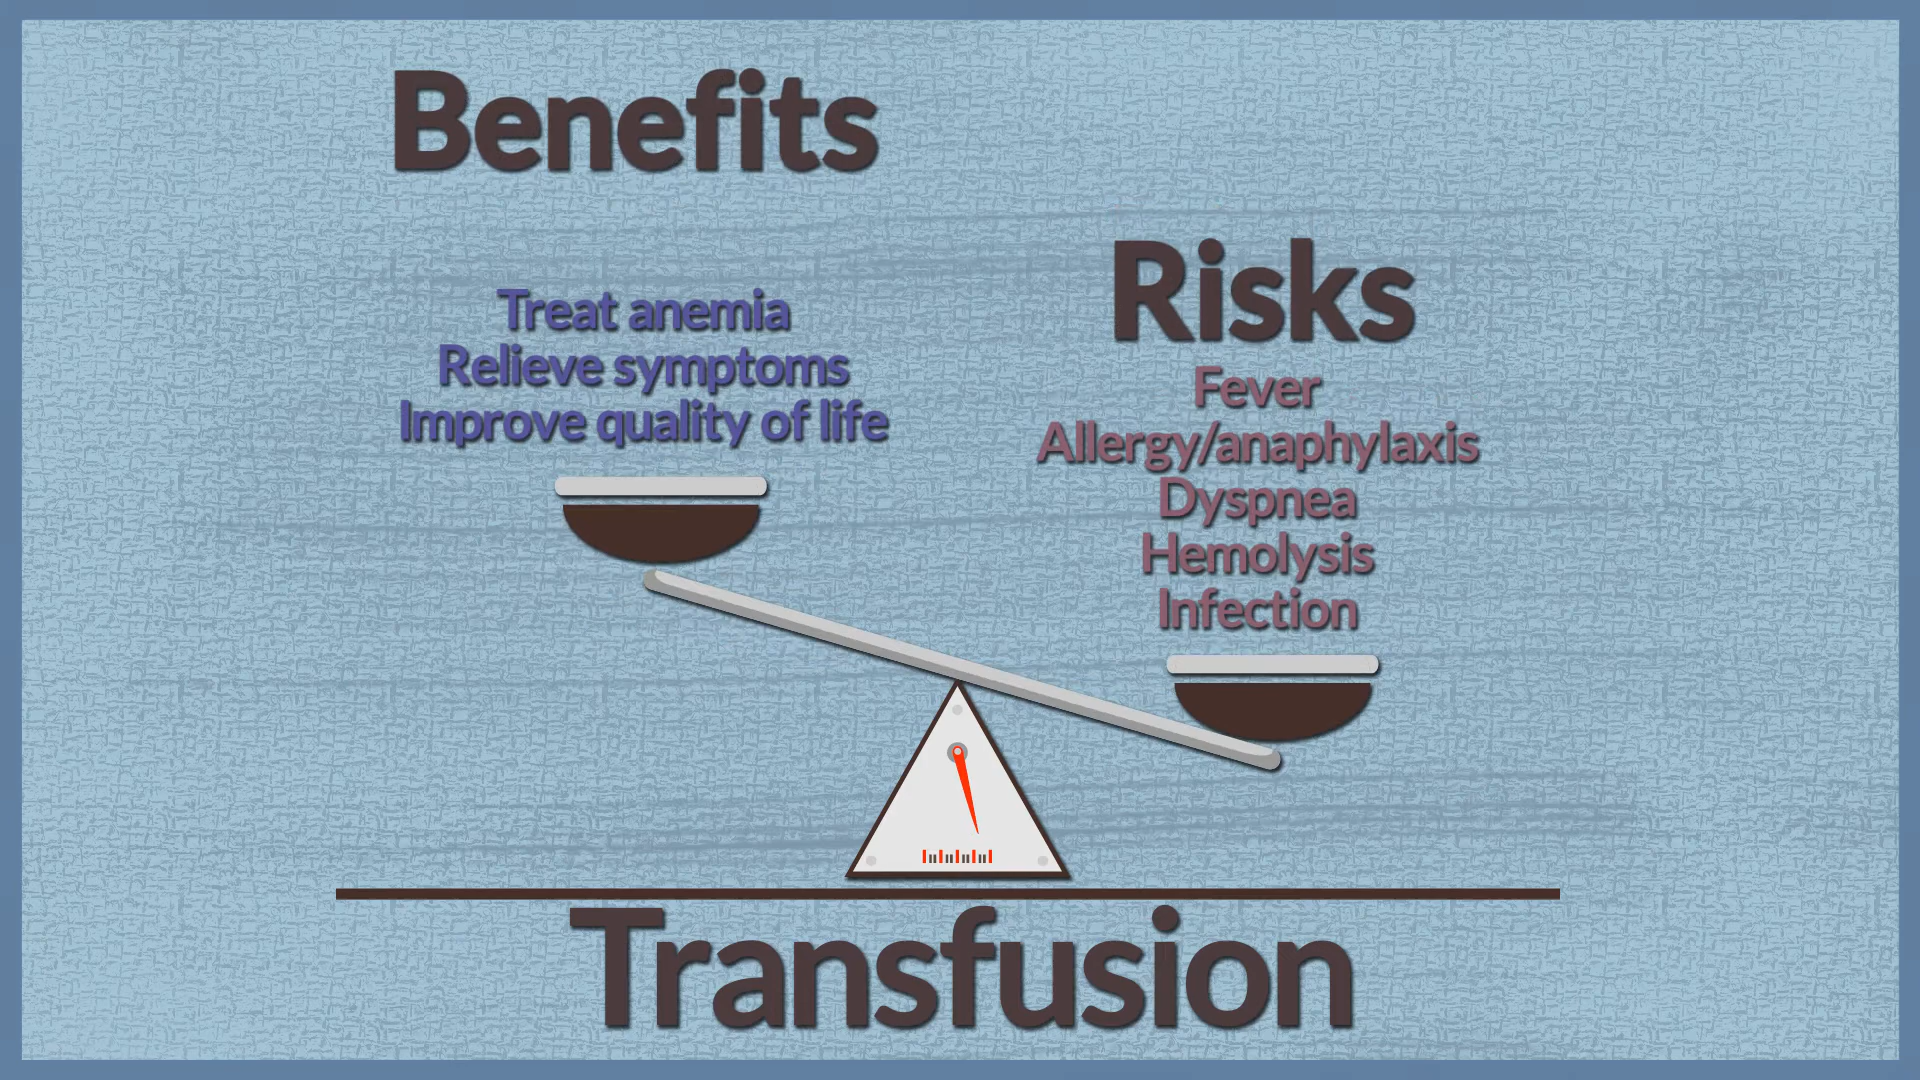 Benefits
Treat anemia
Relieve symptoms
Improve quality of life
Risks
Fever
Allergy/anaphylaxis
Dyspnea
Hemolysis
Infection
Transfusion